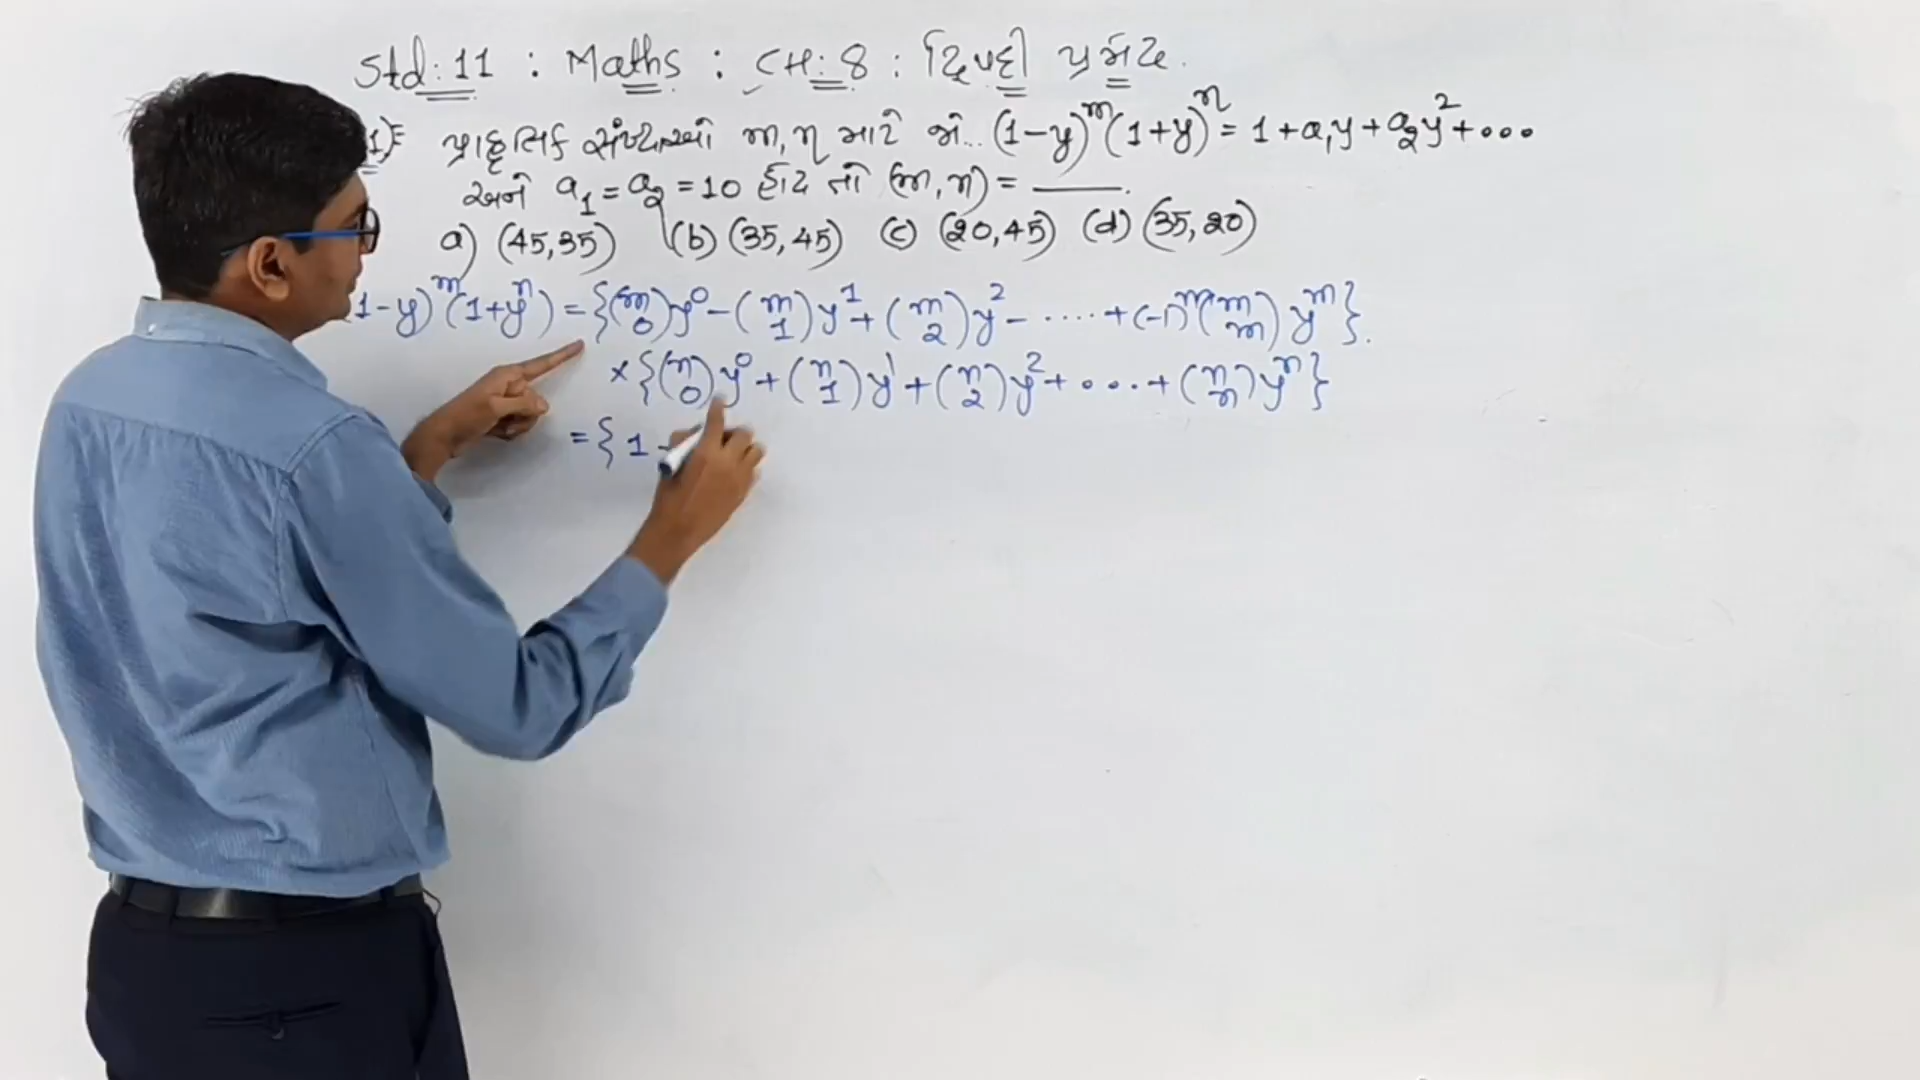 Std: 11 : Maths : CH: 8 : દ્વિપદી પ્રમેય.
1) = પ્રાકૃતિક સંખ્યાઓ m, n માટે જો.. (1-y)^m (1+y)^n = 1 + a₁y + a₂y² + ...
અને a₁ = a₂ = 10 હોય તો (m, n) = ______.
a) (45,35) (b) (35,45) (c) (20,45) (d) (35,20)
1-y)^m (1+y^n) = {(m 0)y⁰ - (m 1)y¹ + (m 2)y² - ..... + (-1)^m (m m) y^m}.
× {(n 0)y⁰ + (n 1)y¹ + (n 2)y² + .... + (n n)y^n}
= { 1 -